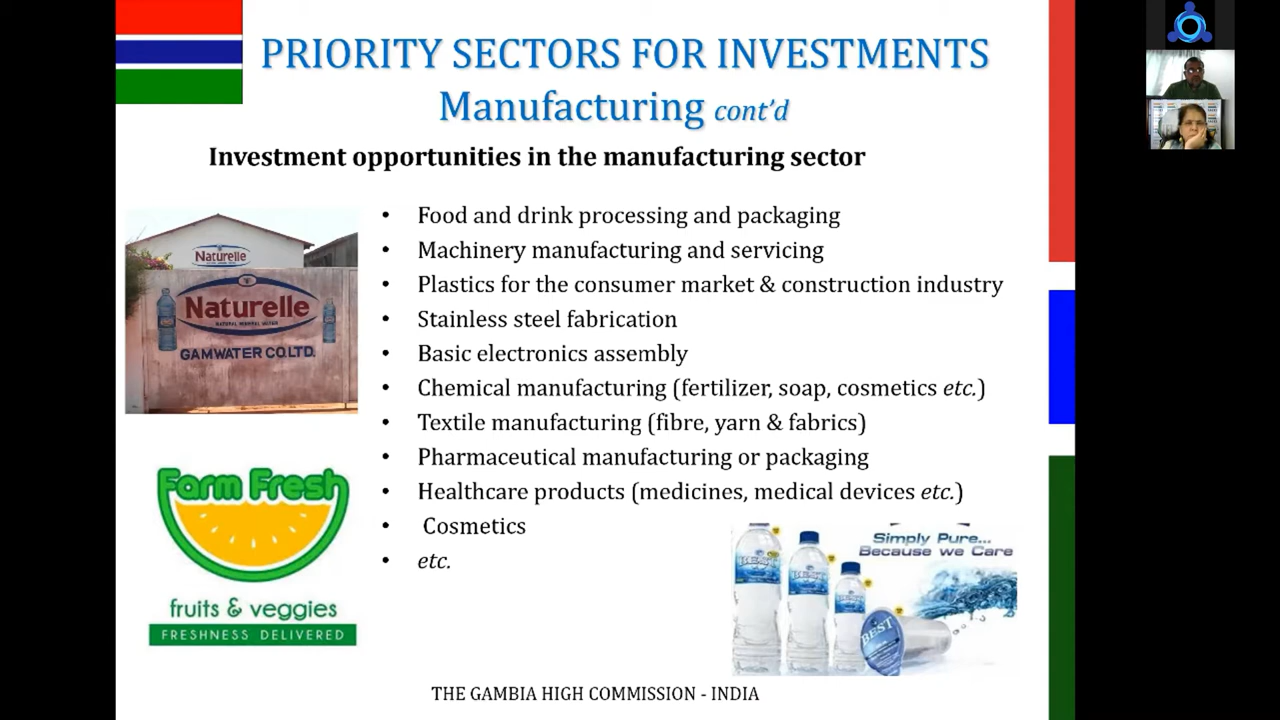 PRIORITY SECTORS FOR INVESTMENTS
Manufacturing cont'd
Investment opportunities in the manufacturing sector
• Food and drink processing and packaging
• Machinery manufacturing and servicing
• Plastics for the consumer market & construction industry
• Stainless steel fabrication
• Basic electronics assembly
• Chemical manufacturing (fertilizer, soap, cosmetics etc.)
• Textile manufacturing (fibre, yarn & fabrics)
• Pharmaceutical manufacturing or packaging
• Healthcare products (medicines, medical devices etc.)
• Cosmetics
• etc.
Naturelle
Naturelle
NATURAL MINERAL WATER
GAMWATER CO.LTD.
Farm Fresh
fruits & veggies
FRESHNESS DELIVERED
Simply Pure...
Because we Care
BEST
BEST
BEST
BEST
THE GAMBIA HIGH COMMISSION - INDIA